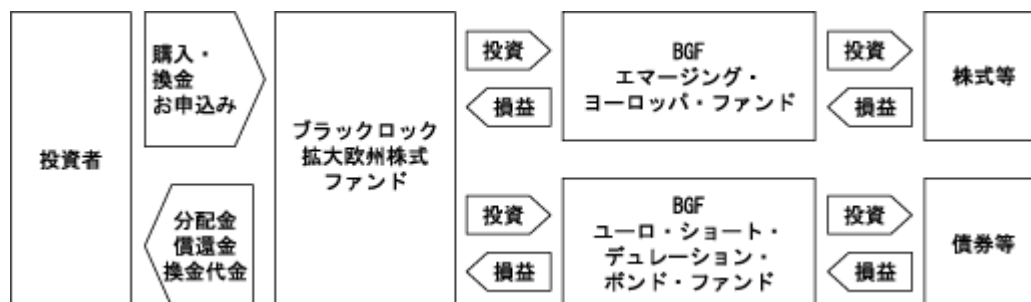 投資者
購入・
換金
お申込み
分配金
償還金
換金代金
ブラックロック
拡大欧州株式
ファンド
投資
損益
BGF
エマージング・
ヨーロッパ・ファンド
投資
損益
株式等
投資
損益
BGF
ユーロ・ショート・
デュレーション・
ボンド・ファンド
投資
損益
債券等